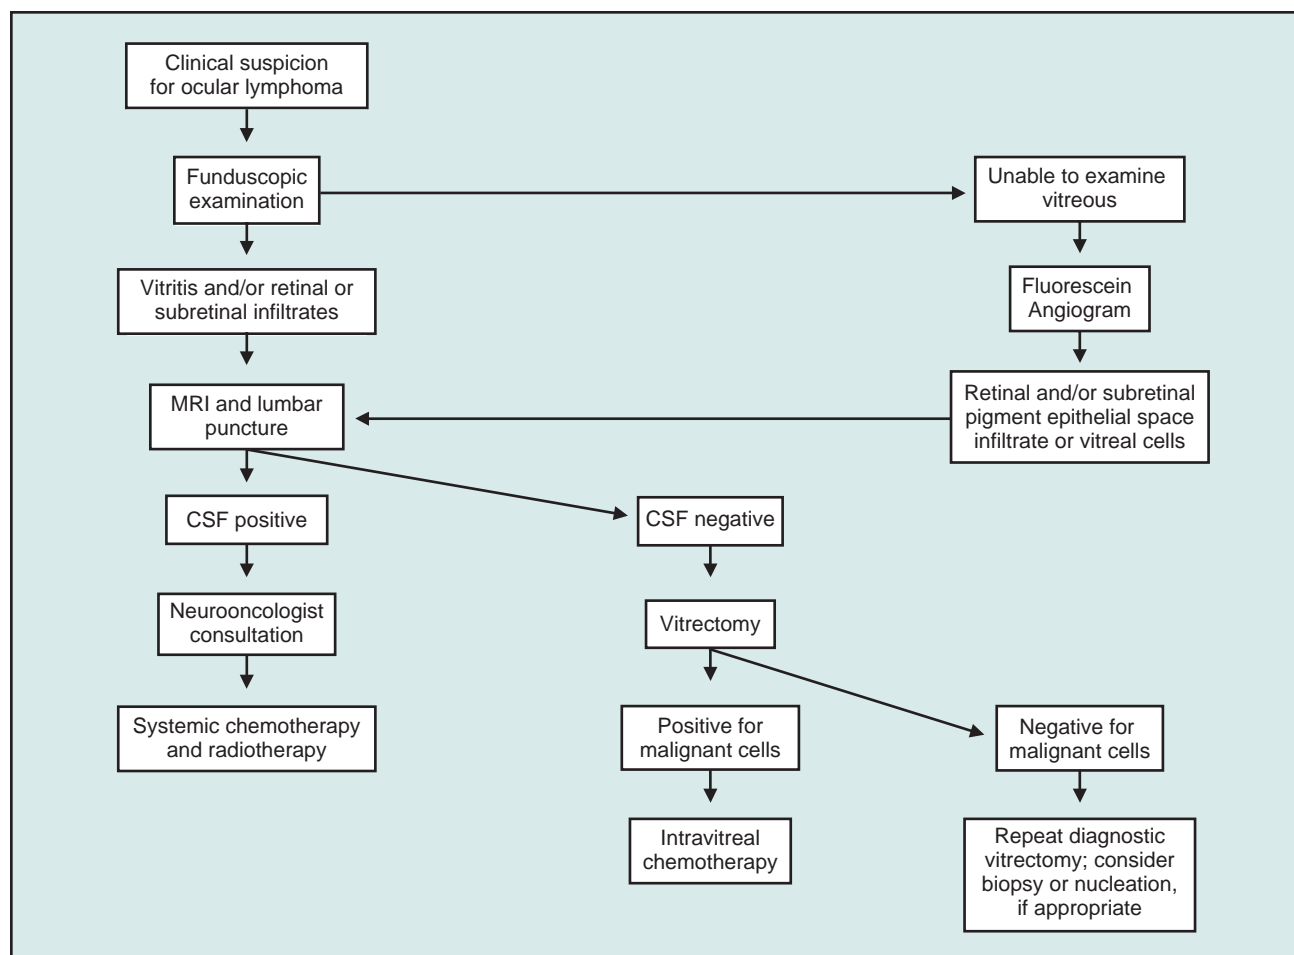 Clinical suspicion
for ocular lymphoma
Funduscopic
examination
Unable to examine
vitreous
Vitritis and/or retinal or
subretinal infiltrates
Fluorescein
Angiogram
MRI and lumbar
puncture
Retinal and/or subretinal
pigment epithelial space
infiltrate or vitreal cells
CSF positive
CSF negative
Neurooncologist
consultation
Vitrectomy
Systemic chemotherapy
and radiotherapy
Positive for
malignant cells
Negative for
malignant cells
Intravitreal
chemotherapy
Repeat diagnostic
vitrectomy; consider
biopsy or nucleation,
if appropriate